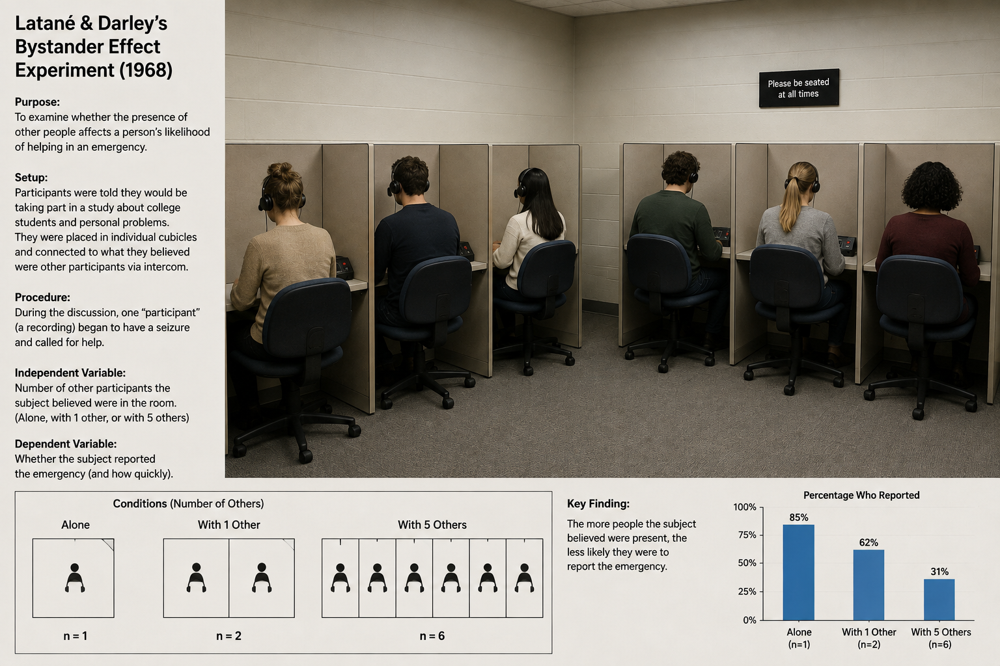 Latané & Darley’s
Bystander Effect
Experiment (1968)
Purpose:
To examine whether the presence of
other people affects a person’s likelihood
of helping in an emergency.
Setup:
Participants were told they would be
taking part in a study about college
students and personal problems.
They were placed in individual cubicles
and connected to what they believed
were other participants via intercom.
Procedure:
During the discussion, one “participant”
(a recording) began to have a seizure
and called for help.
Independent Variable:
Number of other participants the
subject believed were in the room.
(Alone, with 1 other, or with 5 others)
Dependent Variable:
Whether the subject reported
the emergency (and how quickly).
Please be seated
at all times
Conditions (Number of Others)
Alone
With 1 Other
With 5 Others
n = 1
n = 2
n = 6
Key Finding:
The more people the subject
believed were present, the
less likely they were to
report the emergency.
Percentage Who Reported
100%
75%
50%
25%
0%
85%
62%
31%
Alone
(n=1)
With 1 Other
(n=2)
With 5 Others
(n=6)